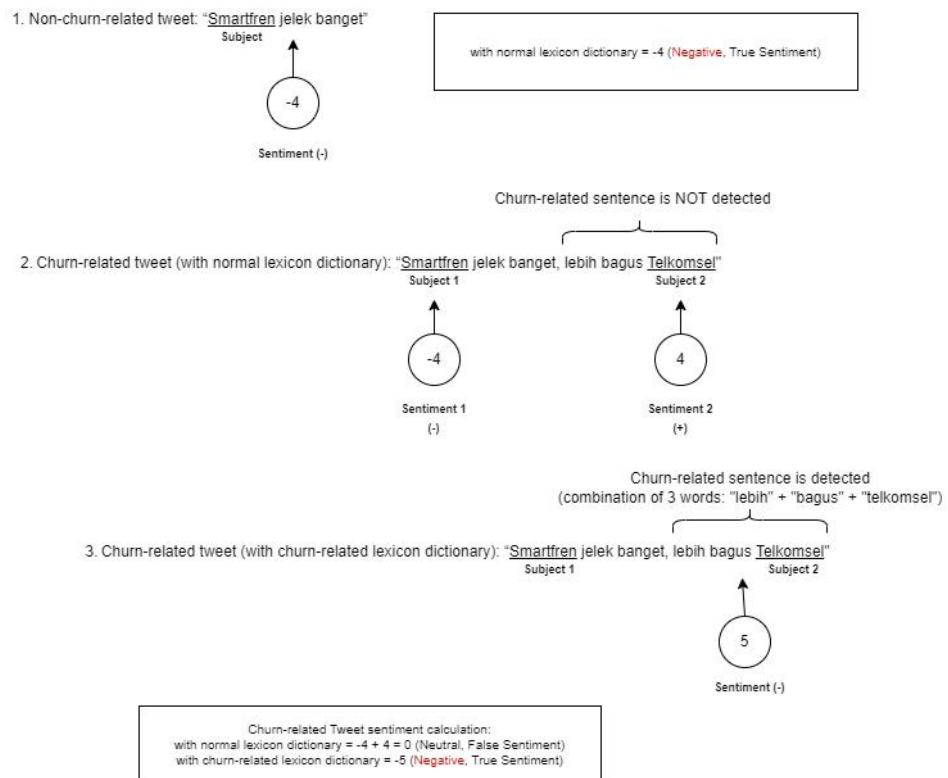 1. Non-churn-related tweet: “Smartfren jelek banget”
Subject
with normal lexicon dictionary = -4 (Negative, True Sentiment)
-4
Sentiment (-)
Churn-related sentence is NOT detected
2. Churn-related tweet (with normal lexicon dictionary): “Smartfren jelek banget, lebih bagus Telkomsel”
Subject 1 Subject 2
-4 4
Sentiment 1 Sentiment 2
(-) (+)
Churn-related sentence is detected
(combination of 3 words: "lebih" + "bagus" + "telkomsel")
3. Churn-related tweet (with churn-related lexicon dictionary): “Smartfren jelek banget, lebih bagus Telkomsel”
Subject 1 Subject 2
5
Sentiment (-)
Churn-related Tweet sentiment calculation:
with normal lexicon dictionary = -4 + 4 = 0 (Neutral, False Sentiment)
with churn-related lexicon dictionary = -5 (Negative, True Sentiment)